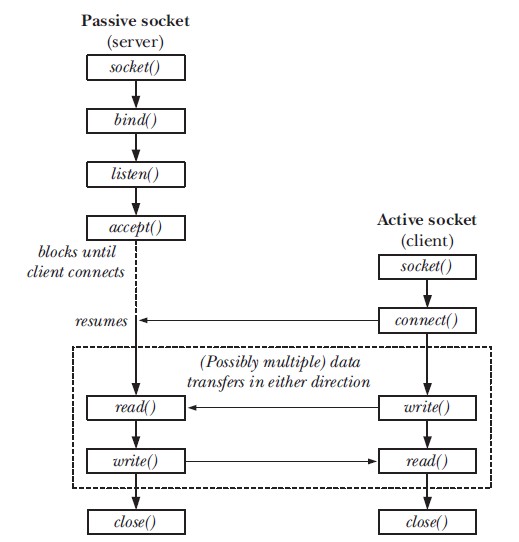 Passive socket
(server)
socket()
bind()
listen()
accept()
blocks until
client connects
Active socket
(client)
socket()
resumes
connect()
(Possibly multiple) data
transfers in either direction
read()
write()
write()
read()
close()
close()